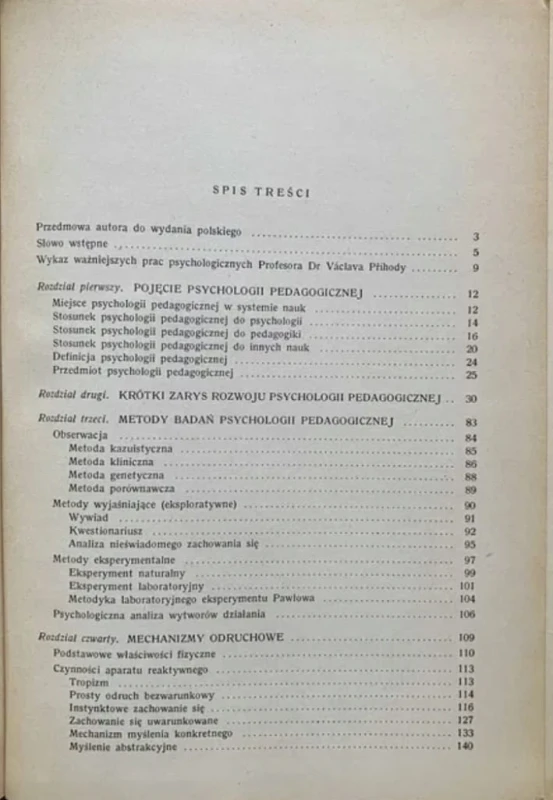 SPIS TREŚCI
Przedmowa autora do wydania polskiego 3
Słowo wstępne 5
Wykaz ważniejszych prac psychologicznych Profesora Dr Václava Příhody 9
Rozdział pierwszy. POJĘCIE PSYCHOLOGII PEDAGOGICZNEJ 12
Miejsce psychologii pedagogicznej w systemie nauk 12
Stosunek psychologii pedagogicznej do psychologii 14
Stosunek psychologii pedagogicznej do pedagogiki 16
Stosunek psychologii pedagogicznej do innych nauk 20
Definicja psychologii pedagogicznej 24
Przedmiot psychologii pedagogicznej 25
Rozdział drugi. KRÓTKI ZARYS ROZWOJU PSYCHOLOGII PEDAGOGICZNEJ 30
Rozdział trzeci. METODY BADAŃ PSYCHOLOGII PEDAGOGICZNEJ 83
Obserwacja 84
Metoda kazuistyczna 85
Metoda kliniczna 86
Metoda genetyczna 88
Metoda porównawcza 89
Metody wyjaśniające (eksploratywne) 90
Wywiad 91
Kwestionariusz 92
Analiza nieświadomego zachowania się 95
Metody eksperymentalne 97
Eksperyment naturalny 99
Eksperyment laboratoryjny 101
Metodyka laboratoryjnego eksperymentu Pawłowa 104
Psychologiczna analiza wytworów działania 106
Rozdział czwarty. MECHANIZMY ODRUCHOWE 109
Podstawowe właściwości fizyczne 110
Czynności aparatu reaktywnego 113
Tropizm 113
Prosty odruch bezwarunkowy 114
Instynktowe zachowanie się 116
Zachowanie się uwarunkowane 127
Mechanizm myślenia konkretnego 133
Myślenie abstrakcyjne 140